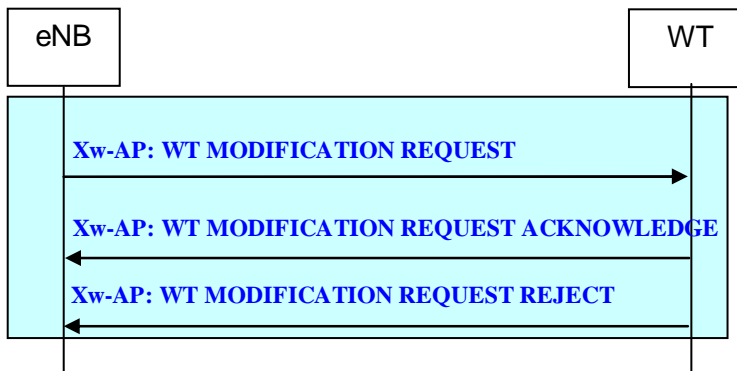 eNB
WT
Xw-AP: WT MODIFICATION REQUEST
Xw-AP: WT MODIFICATION REQUEST ACKNOWLEDGE
Xw-AP: WT MODIFICATION REQUEST REJECT